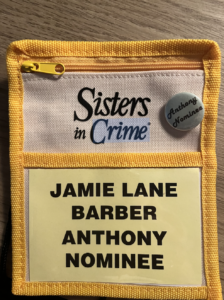 Sisters
in Crime
Anthony
Nominee
JAMIE LANE
BARBER
ANTHONY
NOMINEE